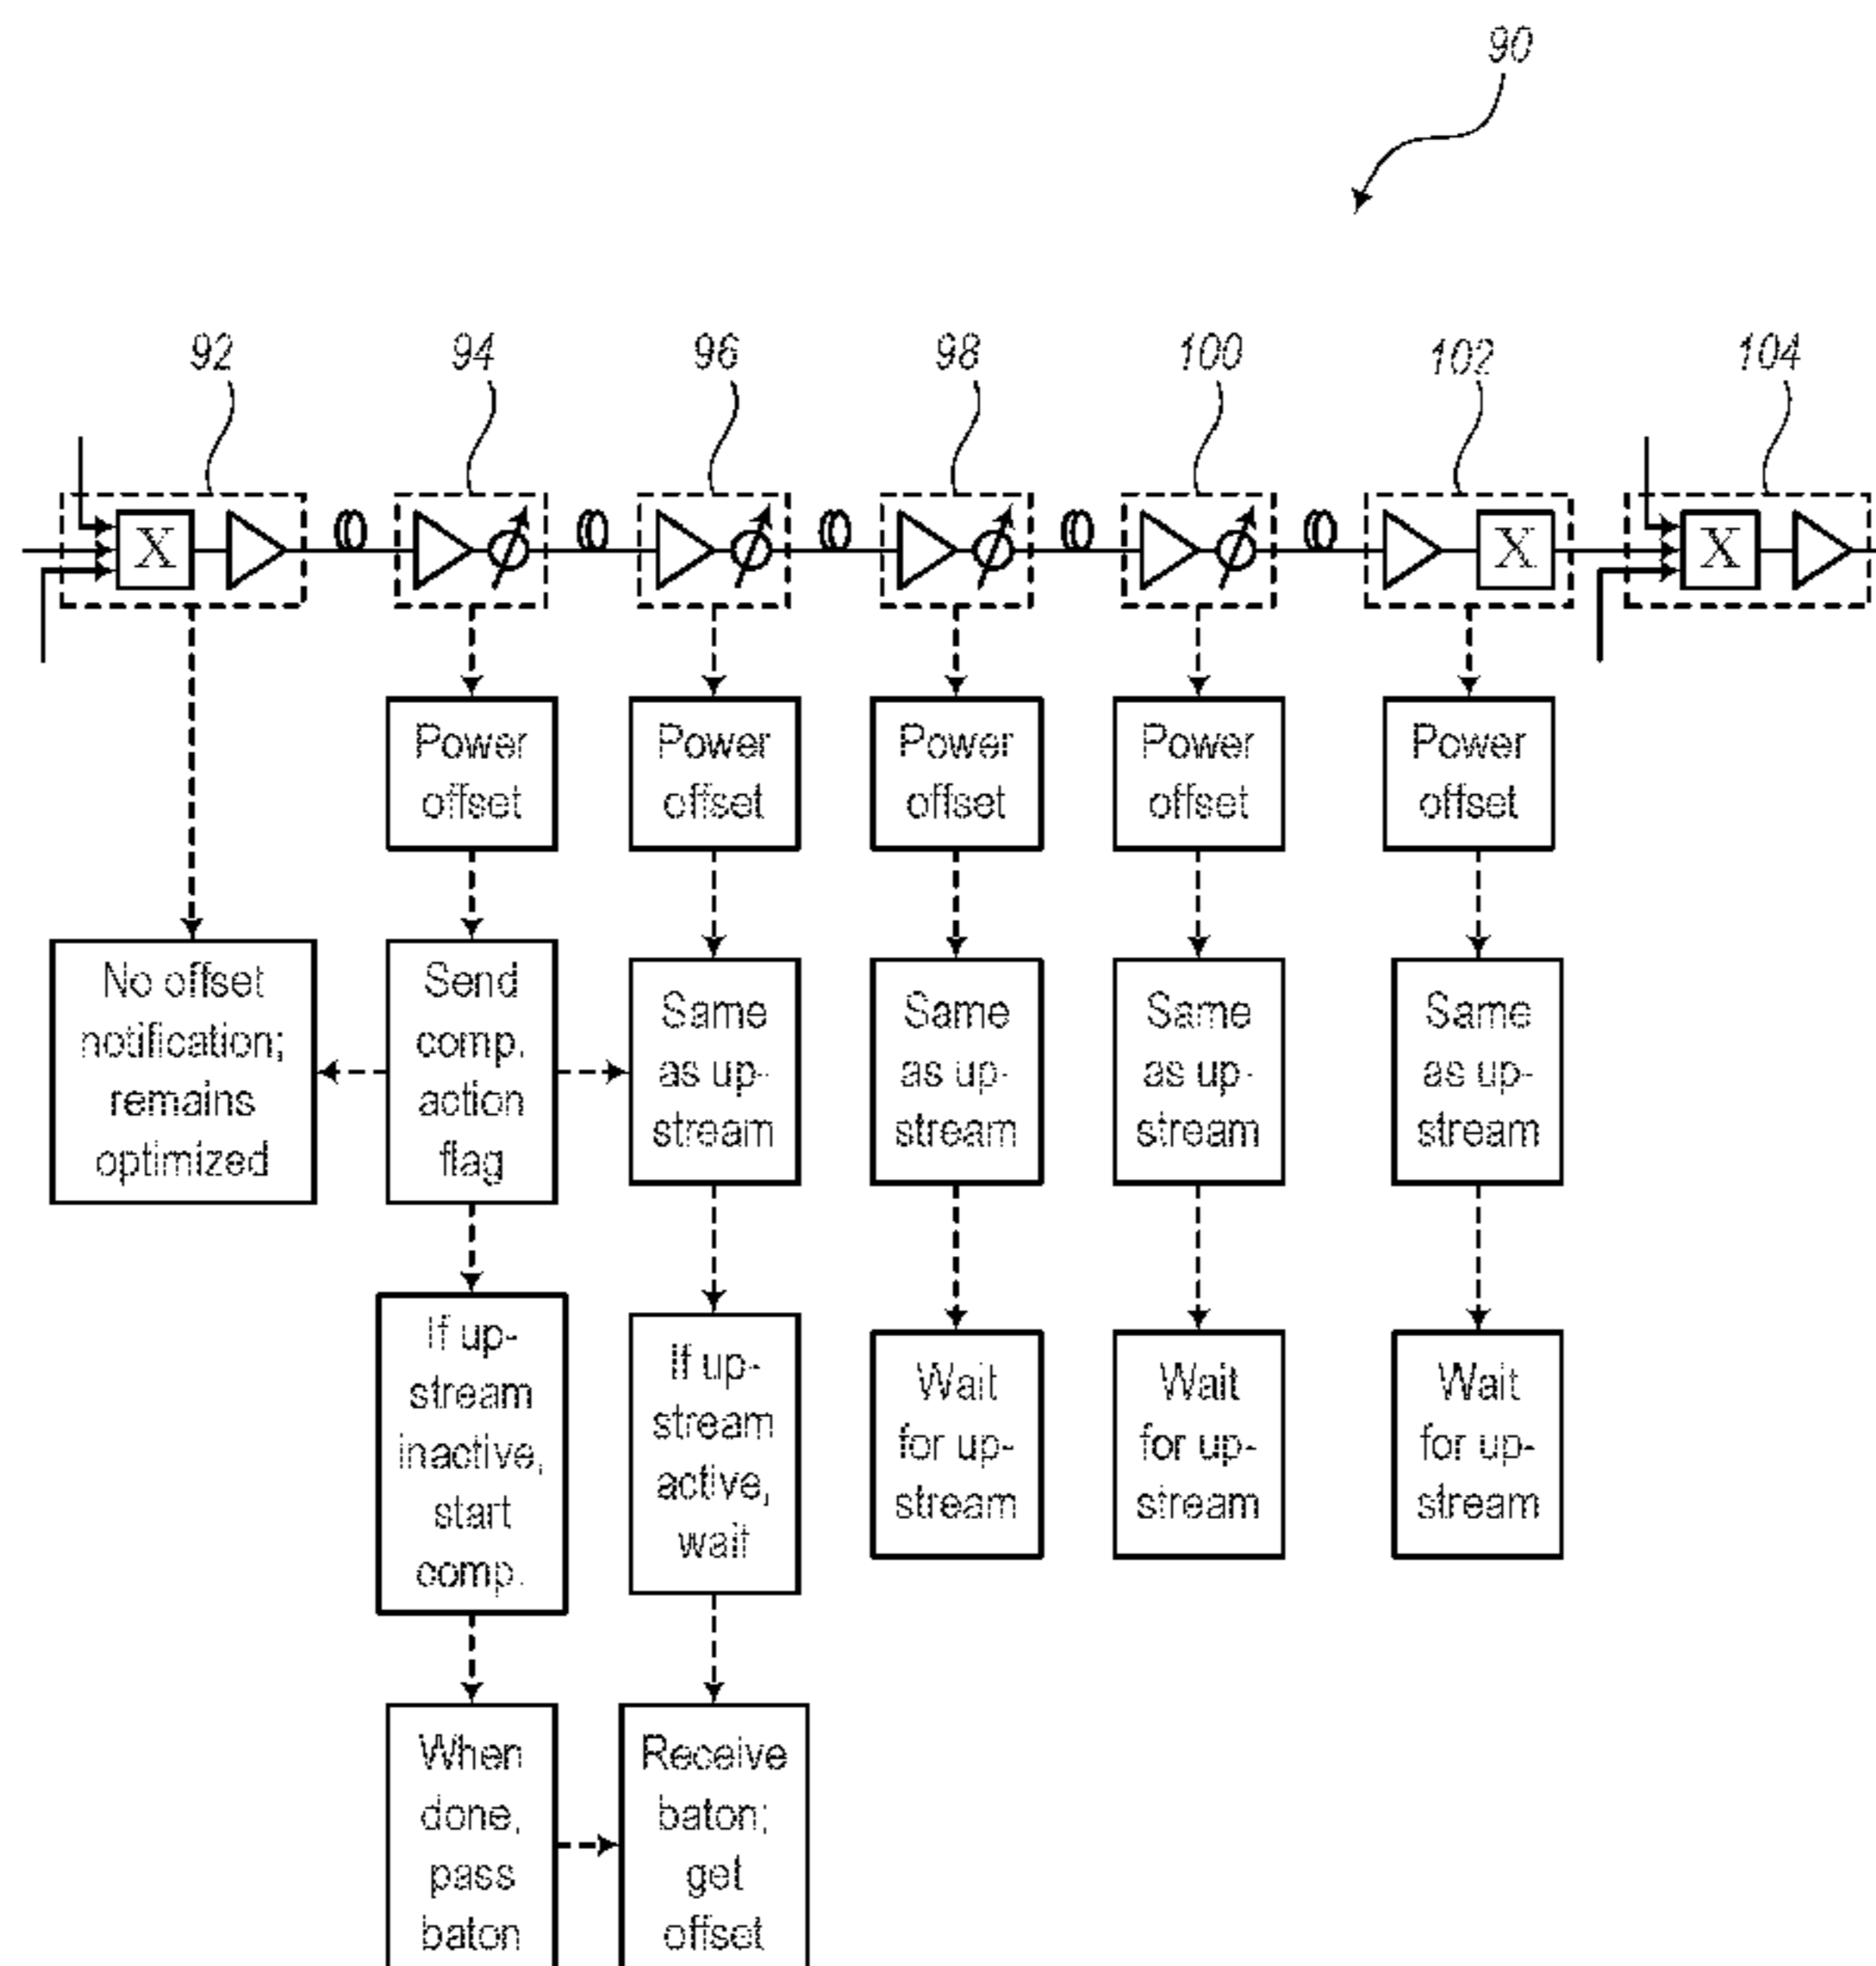 90
92
94
96
98
100
102
104
X
X
X
Power
offset
Power
offset
Power
offset
Power
offset
Power
offset
No offset
notification;
remains
optimized
Send
comp.
action
flag
Same
as up-
stream
Same
as up-
stream
Same
as up-
stream
Same
as up-
stream
If up-
stream
inactive,
start
comp.
If up-
stream
active,
wait
Wait
for up-
stream
Wait
for up-
stream
Wait
for up-
stream
When
done,
pass
baton
Receive
baton;
get
offset